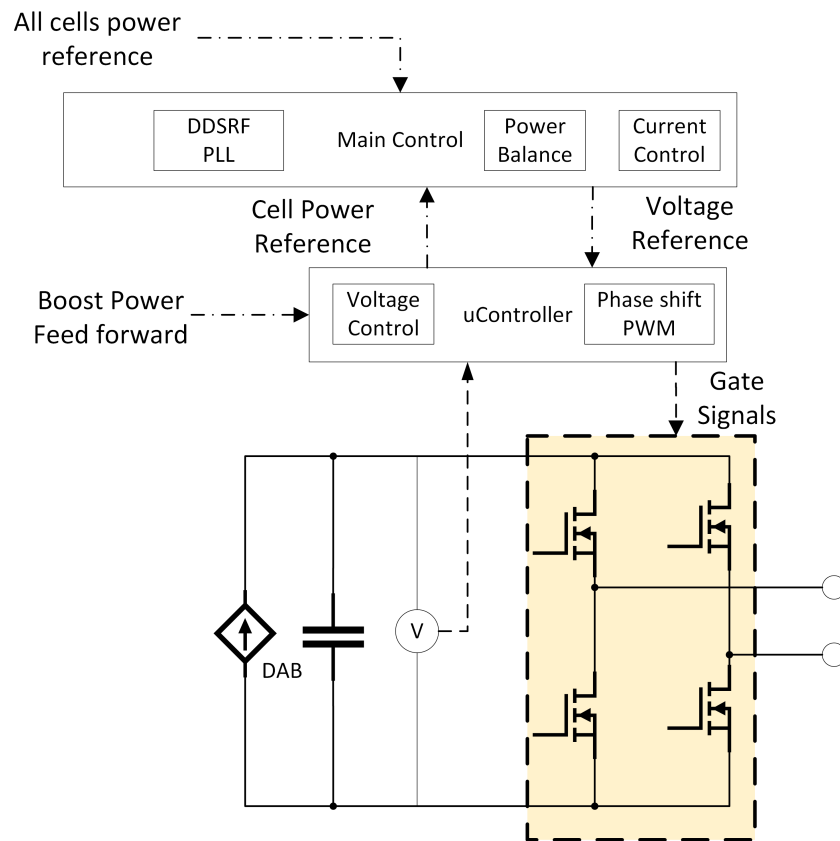 All cells power
reference
DDSRF
PLL
Main Control
Power
Balance
Current
Control
Cell Power
Reference
Voltage
Reference
Boost Power
Feed forward
Voltage
Control
uController
Phase shift
PWM
Gate
Signals
V
DAB